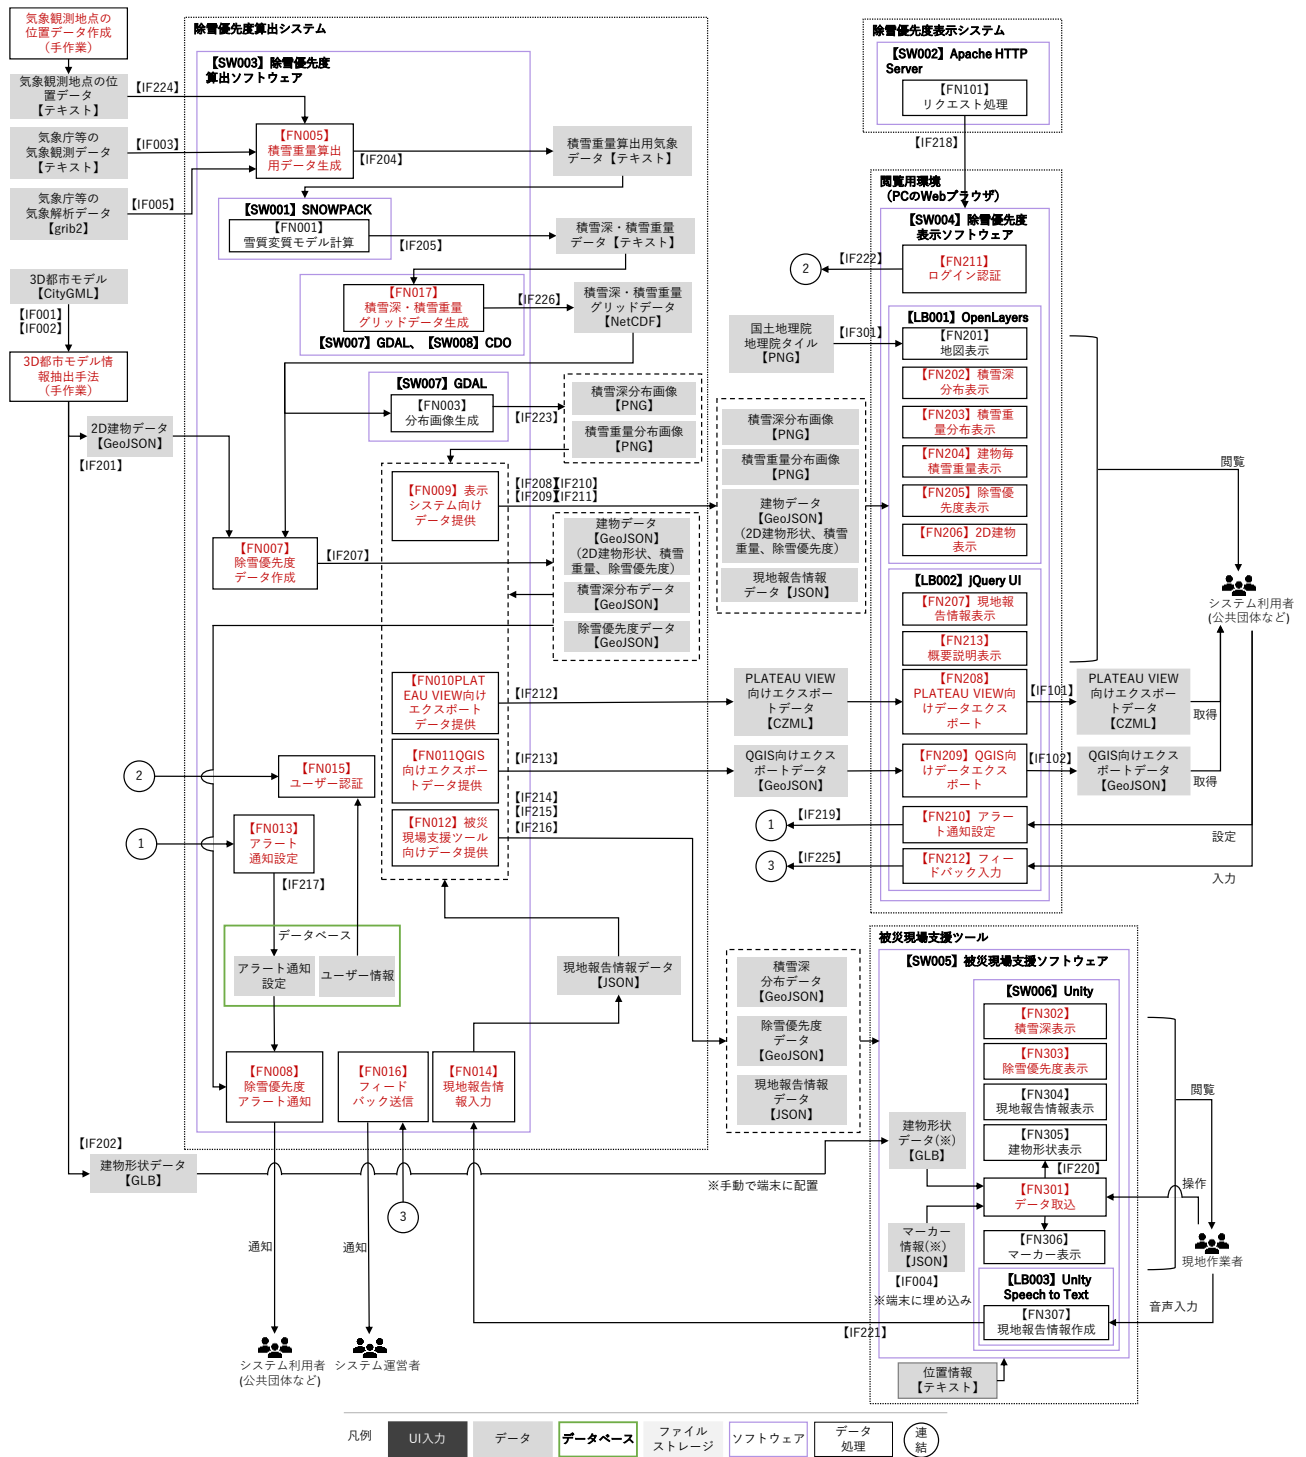 気象観測地点の
位置データ作成
(手作業)
気象観測地点の位
置データ
【テキスト】
【IF224】
気象庁等の
気象観測データ
【テキスト】
【IF003】
気象庁等の
気象解析データ
【grib2】
【IF005】
3D都市モデル
【CityGML】
【IF001】
【IF002】
3D都市モデル情
報抽出手法
(手作業)
2D建物データ
【GeoJSON】
【IF201】
除雪優先度算出システム
【SW003】除雪優先度
算出ソフトウェア
【FN005】
積雪重量算出
用データ生成
【IF204】
積雪重量算出用気象
データ【テキスト】
【SW001】SNOWPACK
【FN001】
雪質変質モデル計算
【IF205】
積雪深・積雪重量
データ【テキスト】
【FN017】
積雪深・積雪重量
グリッドデータ生成
【SW007】GDAL、【SW008】CDO
【IF226】
積雪深・積雪重量
グリッドデータ
【NetCDF】
【SW007】GDAL
【FN003】
分布画像生成
【IF223】
積雪深分布画像
【PNG】
積雪重量分布画像
【PNG】
【FN009】表示
システム向け
データ提供
【IF208】【IF210】
【IF209】【IF211】
【FN007】
除雪優先度
データ作成
【IF207】
建物データ
【GeoJSON】
(2D建物形状、積雪
重量、除雪優先度)
積雪深分布データ
【GeoJSON】
除雪優先度データ
【GeoJSON】
【FN010PLAT
EAU VIEW向け
エクスポート
データ提供
【IF212】
【FN011QGIS
向けエクスポー
トデータ提供
【IF213】
【FN012】被災
現場支援ツール
向けデータ提供
【IF214】
【IF215】
【IF216】
2
【FN015】
ユーザー認証
1
【FN013】
アラート
通知設定
【IF217】
データベース
アラート通知
設定
ユーザー情報
現地報告情報データ
【JSON】
【FN008】
除雪優先度
アラート通知
【FN016】
フィード
バック送信
【FN014】
現地報告情
報入力
【IF202】
建物形状データ
【GLB】
※手動で端末に配置
3
通知
通知
システム利用者
(公共団体など)
システム運営者
除雪優先度表示システム
【SW002】Apache HTTP
Server
【FN101】
リクエスト処理
【IF218】
閲覧用環境
(PCのWebブラウザ)
【SW004】除雪優先度
表示ソフトウェア
【FN211】
ログイン認証
【IF222】
2
国土地理院
地理院タイル
【PNG】
【IF301】
【LB001】OpenLayers
【FN201】
地図表示
【FN202】積雪深
分布表示
【FN203】積雪重
量分布表示
【FN204】建物毎
積雪重量表示
【FN205】除雪優
先度表示
【FN206】2D建物
表示
積雪深分布画像
【PNG】
積雪重量分布画像
【PNG】
建物データ
【GeoJSON】
(2D建物形状、積雪
重量、除雪優先度)
現地報告情報
データ【JSON】
【LB002】jQuery UI
【FN207】現地報
告情報表示
【FN213】
概要説明表示
【FN208】
PLATEAU VIEW向
けデータエクス
ポート
【FN209】QGIS向
けデータエクス
ポート
【FN210】アラー
ト通知設定
【FN212】フィー
ドバック入力
PLATEAU VIEW
向けエクスポー
トデータ
【CZML】
QGIS向けエクス
ポートデータ
【GeoJSON】
【IF101】
PLATEAU VIEW
向けエクスポー
トデータ
【CZML】
【IF102】
QGIS向けエクス
ポートデータ
【GeoJSON】
取得
取得
閲覧
システム利用者
(公共団体など)
設定
入力
1
【IF219】
3
【IF225】
被災現場支援ツール
【SW005】被災現場支援ソフトウェア
【SW006】Unity
【FN302】
積雪深表示
【FN303】
除雪優先度表示
【FN304】
現地報告情報表示
【FN305】
建物形状表示
【IF220】
【FN301】
データ取込
【FN306】
マーカー表示
【LB003】Unity
Speech to Text
【FN307】
現地報告情報作成
積雪深
分布データ
【GeoJSON】
除雪優先度
データ
【GeoJSON】
現地報告情報
データ
【JSON】
建物形状
データ(※)
【GLB】
マーカー
情報(※)
【JSON】
【IF004】
※端末に埋め込み
【IF221】
位置情報
【テキスト】
閲覧
操作
現地作業者
音声入力
凡例
UI入力
データ
データベース
ファイル
ストレージ
ソフトウェア
データ
処理
連
結